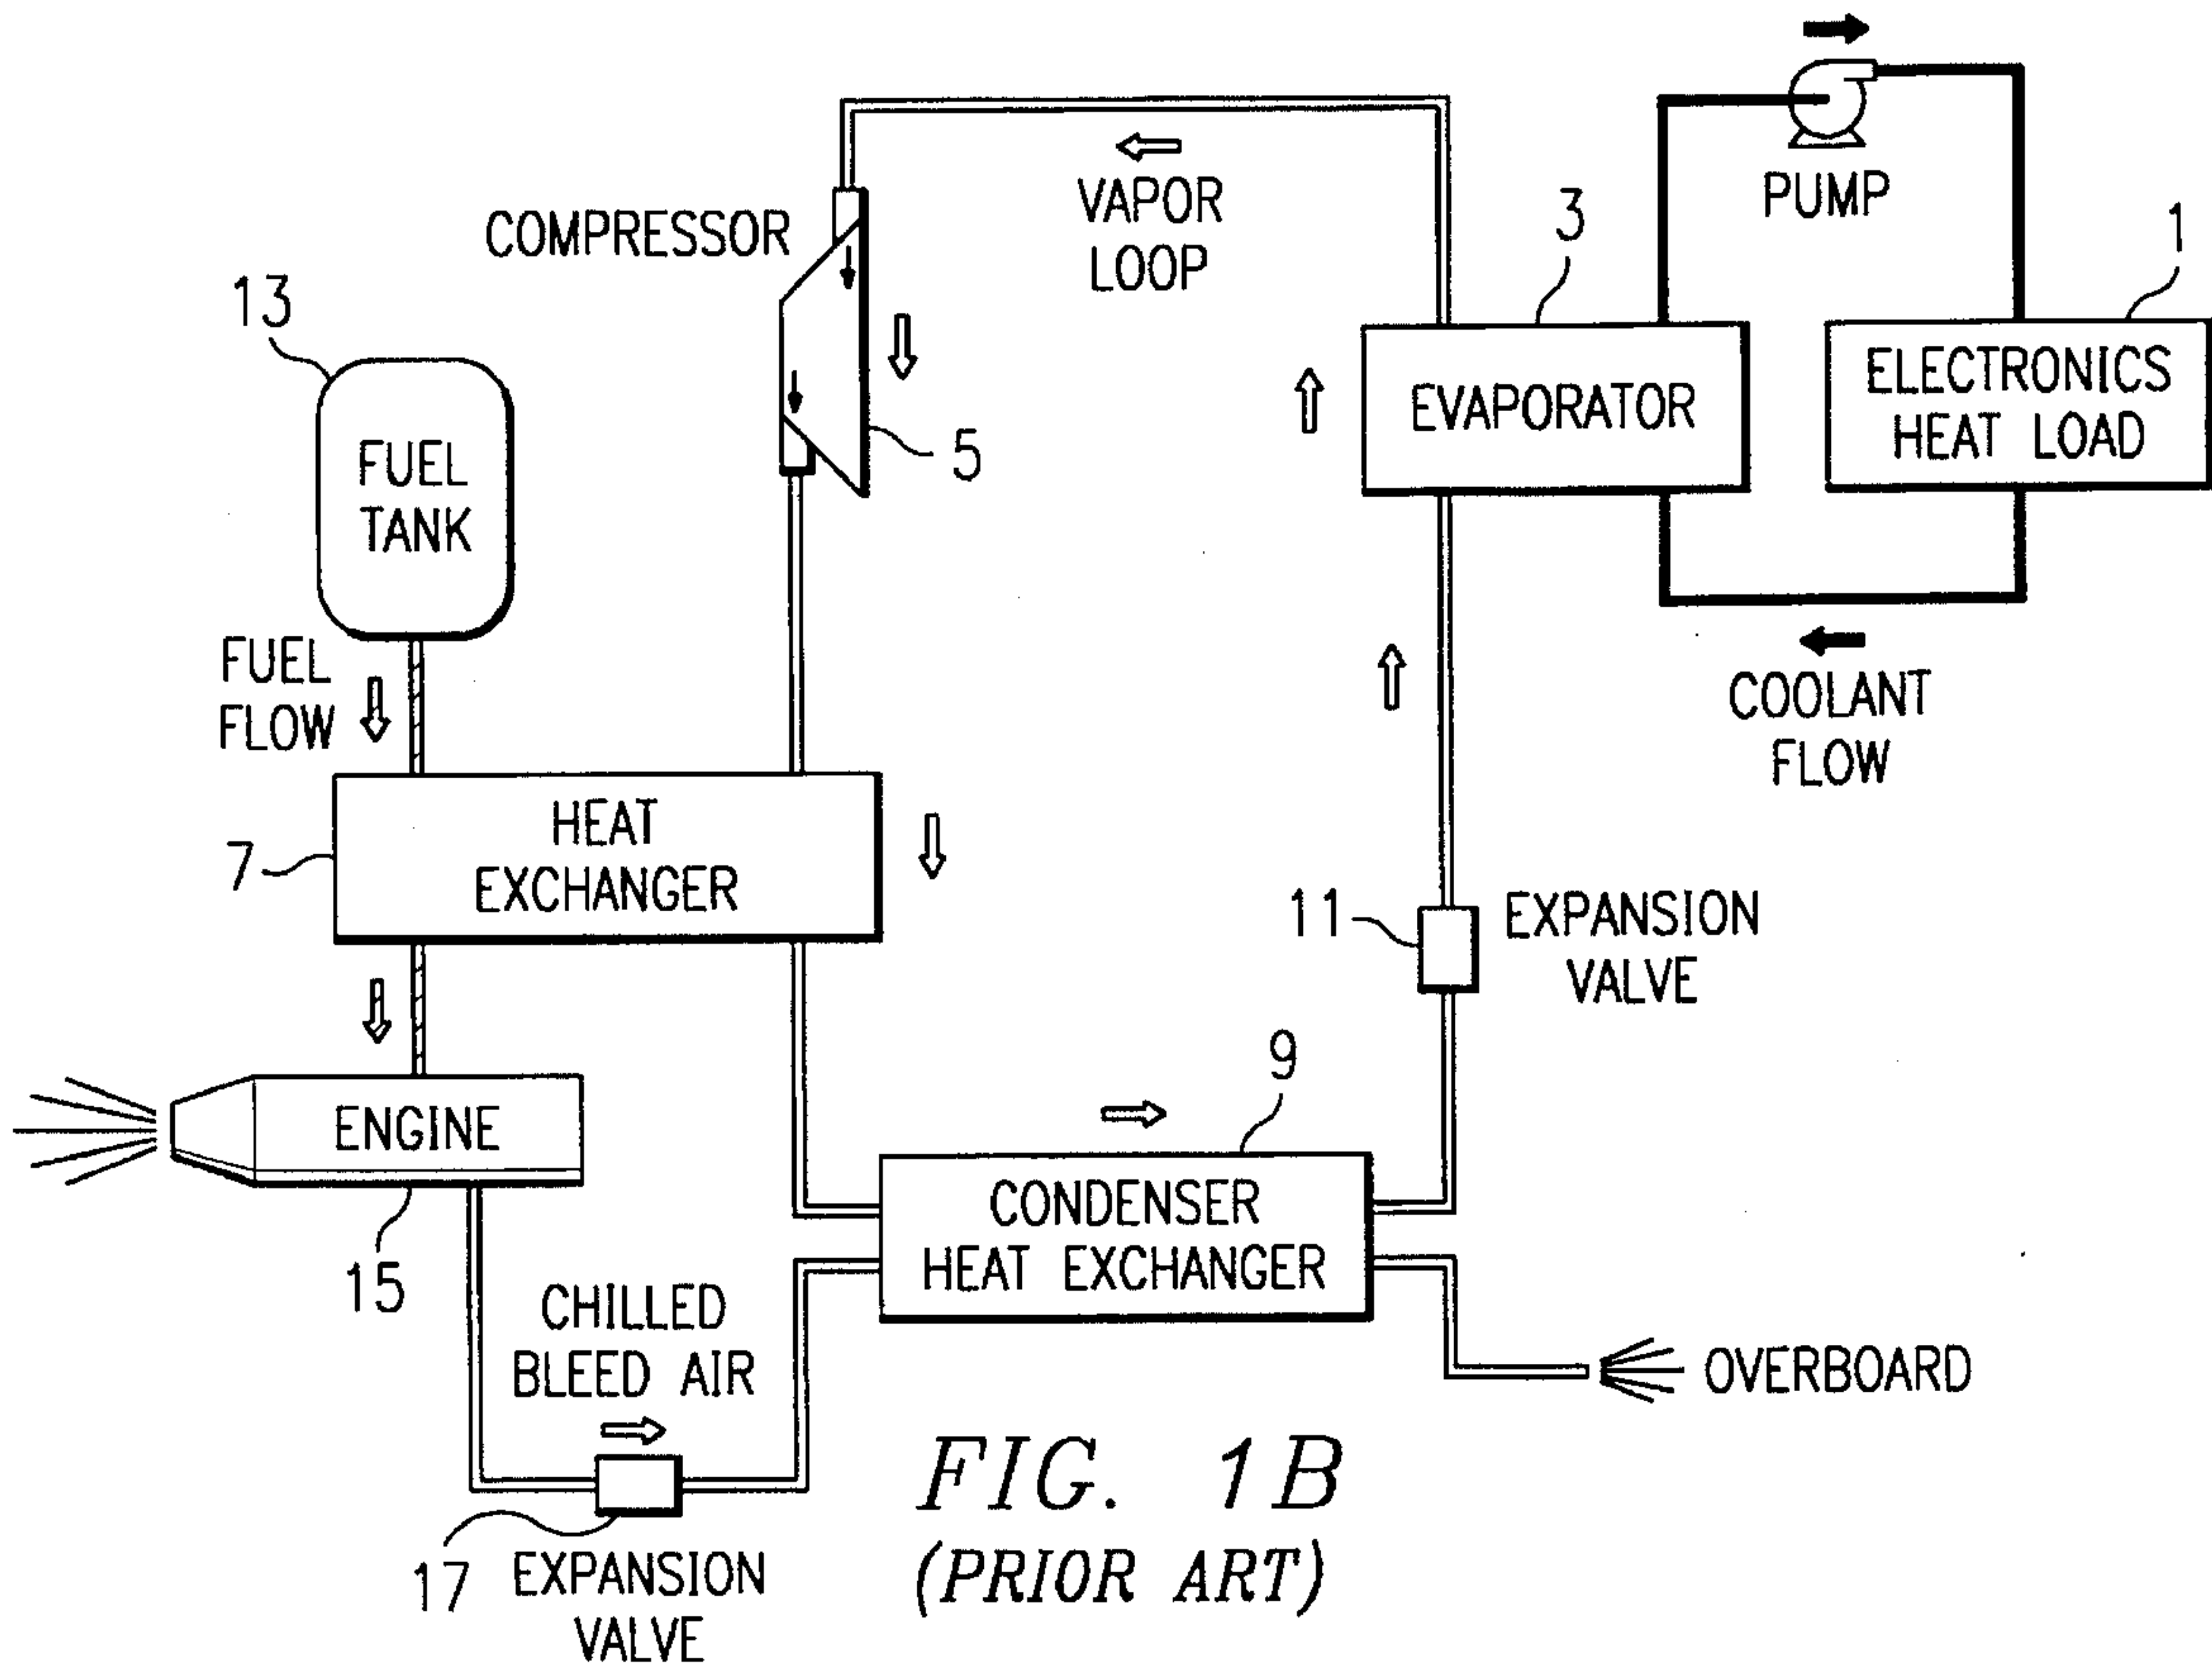 PUMP
COMPRESSOR
VAPOR
LOOP
3
1
13
ELECTRONICS
HEAT LOAD
EVAPORATOR
5
FUEL
TANK
FUEL
FLOW
COOLANT
FLOW
HEAT
EXCHANGER
7
11
EXPANSION
VALVE
9
ENGINE
CONDENSER
HEAT EXCHANGER
15
CHILLED
BLEED AIR
OVERBOARD
17
EXPANSION
VALVE
FIG. 1B
(PRIOR ART)